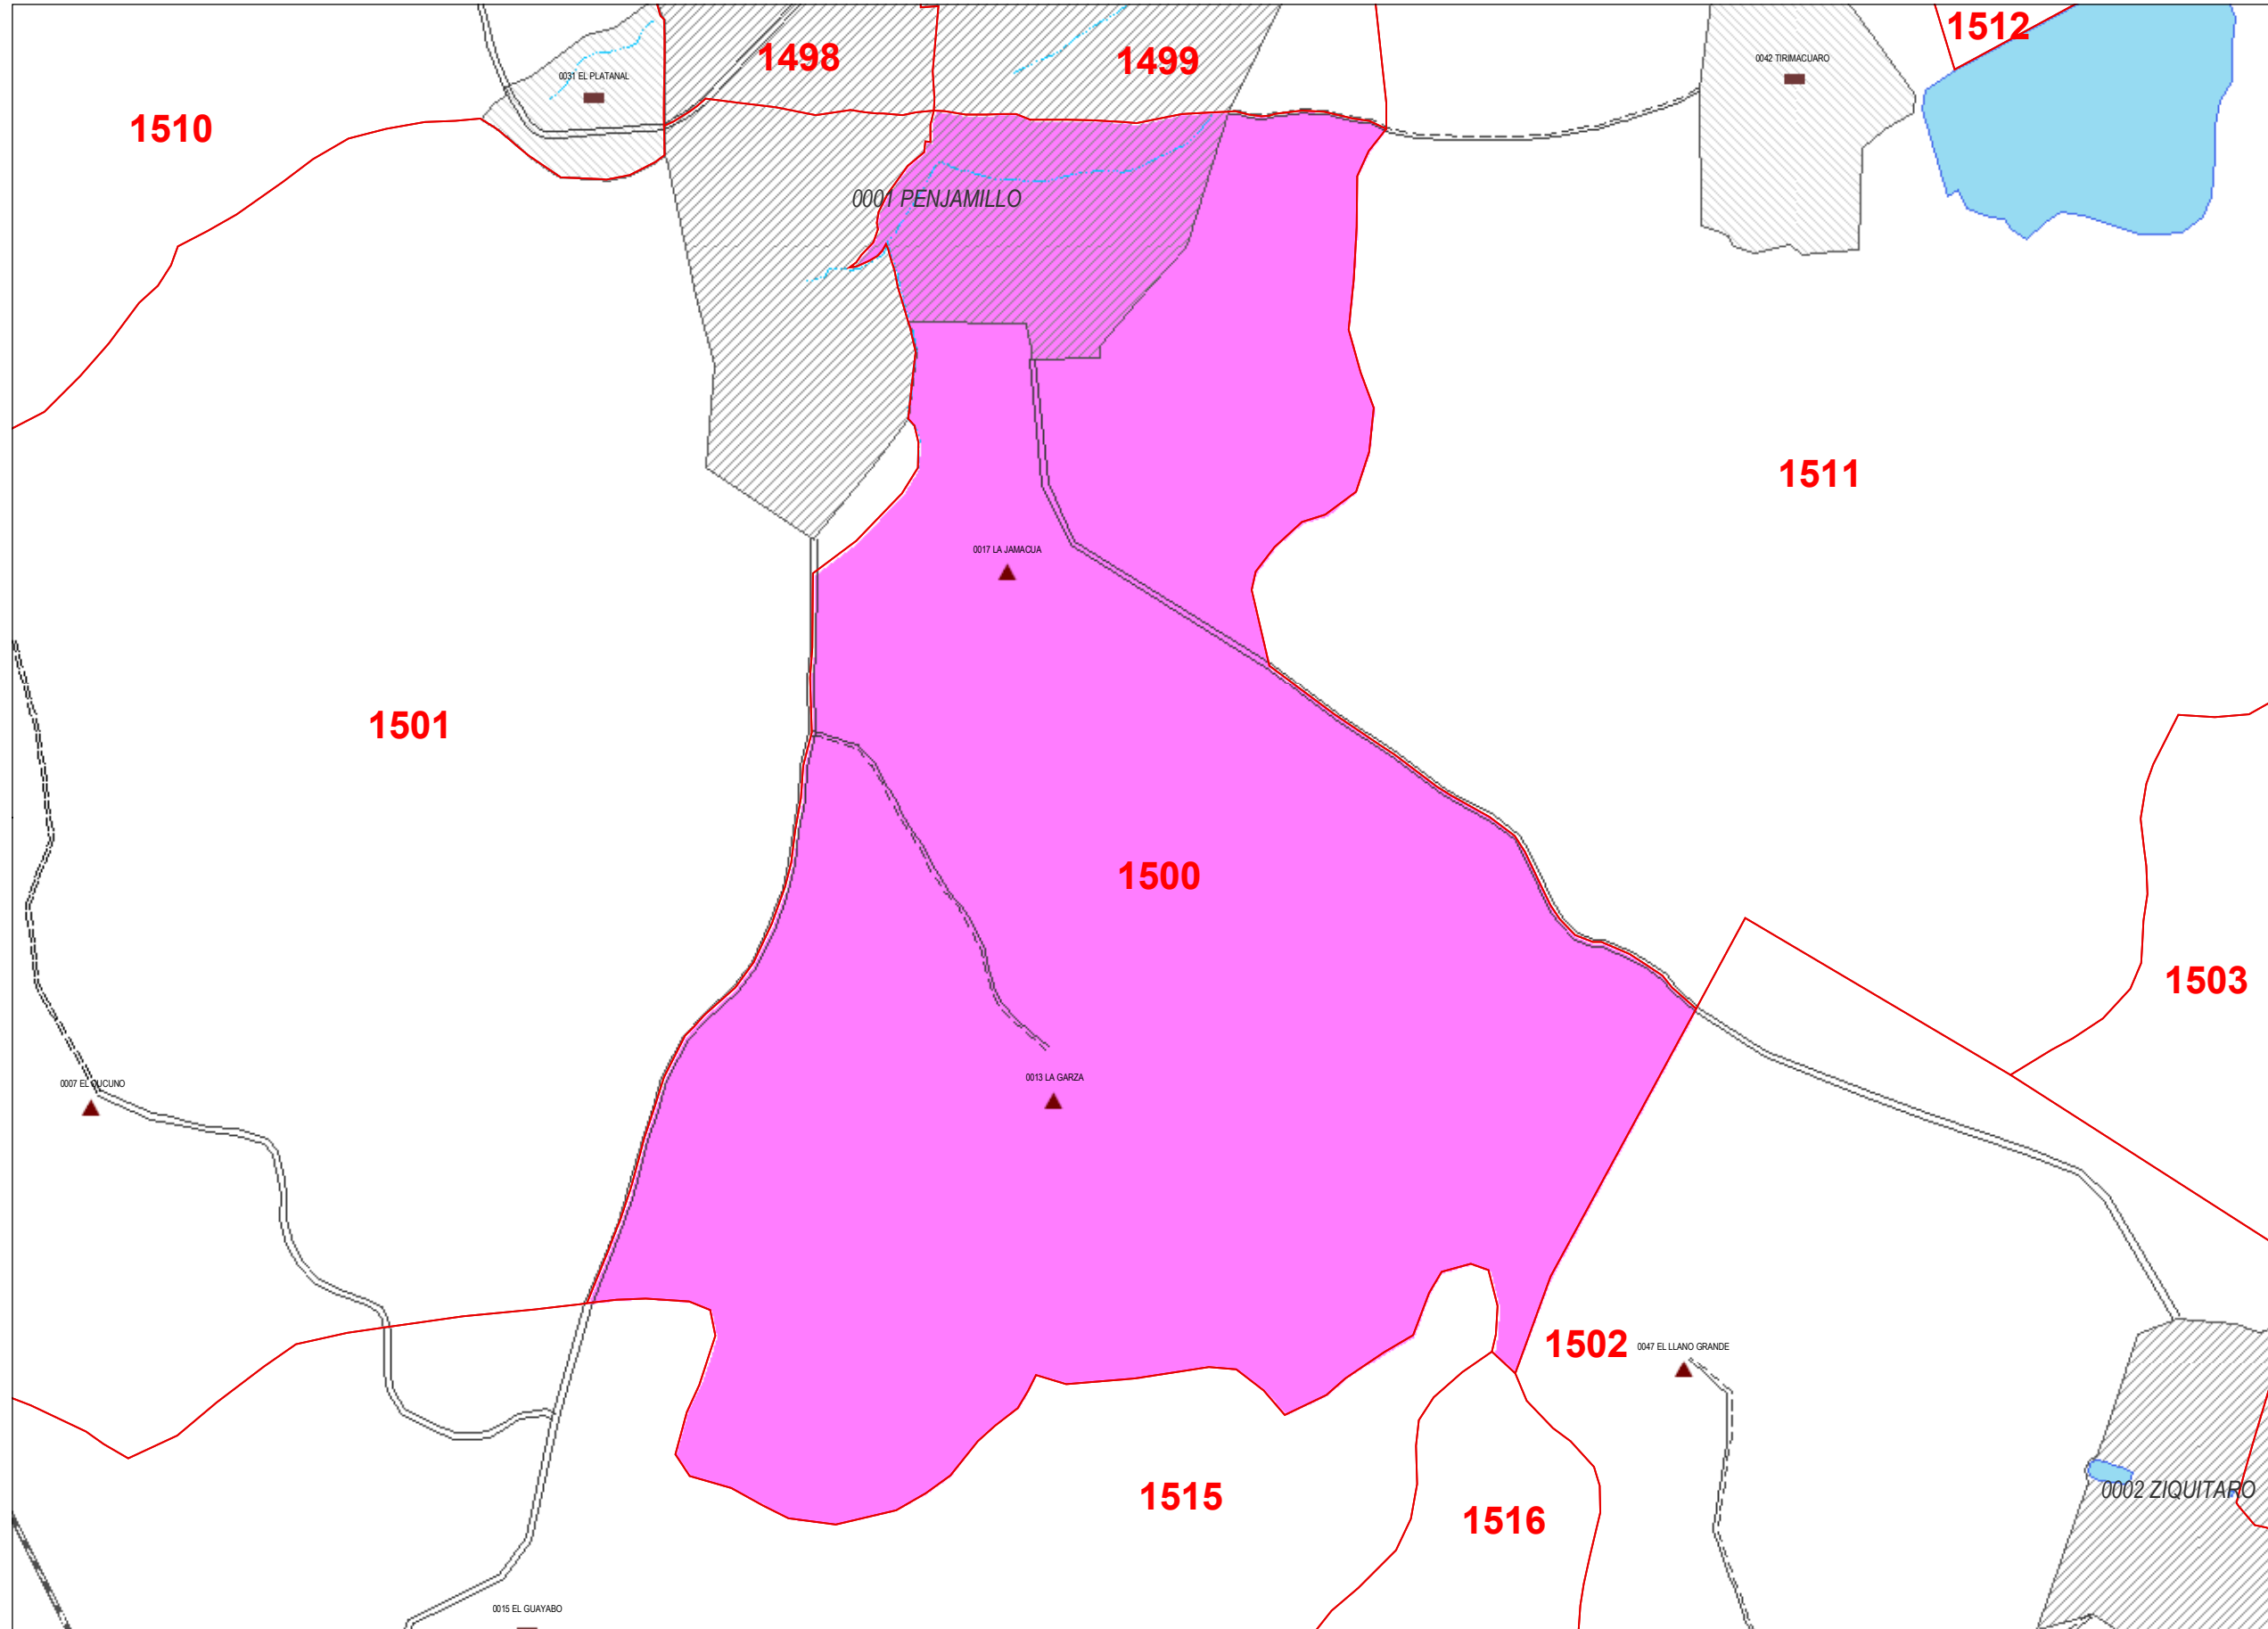 1512
1498
1499
0042 TIRIMACUARO
0031 EL PLATANAL
1510
0001 PENJAMILLO
1511
0017 LA JAMACUA
1501
1500
1503
0013 LA GARZA
0007 EL
1502
0047 EL LLANO GRANDE
0002 ZIQUITARO
1515
1516
0015 EL GUAYABO